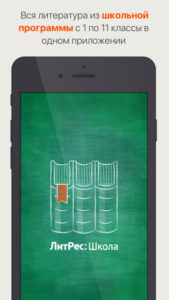 Вся литература из школьной
программы с 1 по 11 классы в
одном приложении
ЛитРес: Школа